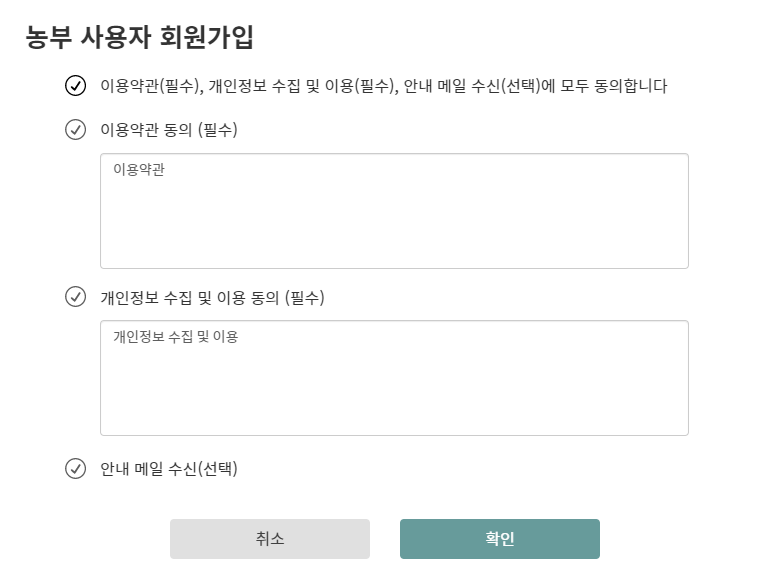 농부 사용자 회원가입
이용약관(필수), 개인정보 수집 및 이용(필수), 안내 메일 수신(선택)에 모두 동의합니다
이용약관 동의 (필수)
이용약관
개인정보 수집 및 이용 동의 (필수)
개인정보 수집 및 이용
안내 메일 수신(선택)
취소
확인